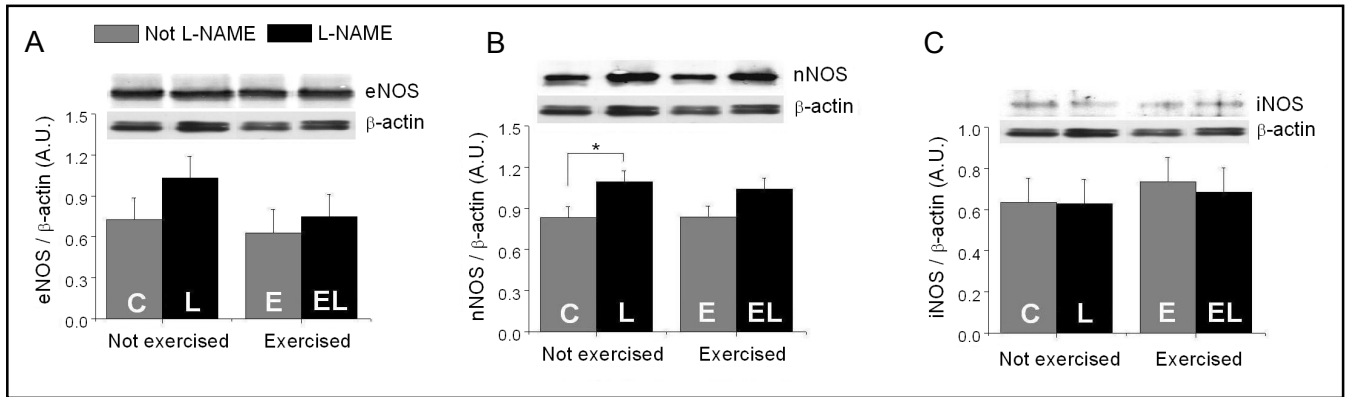 A
Not L-NAME
L-NAME
eNOS
β-actin
eNOS / β-actin (A.U.)
1.5
1.2
0.9
0.6
0.3
0.0
C
L
E
EL
Not exercised
Exercised
B
nNOS
β-actin
nNOS / β-actin (A.U.)
1.5
1.2
0.9
0.6
0.3
0.0
*
C
L
E
EL
Not exercised
Exercised
C
iNOS
β-actin
iNOS / β-actin (A.U.)
1.0
0.8
0.6
0.4
0.2
0.0
C
L
E
EL
Not exercised
Exercised